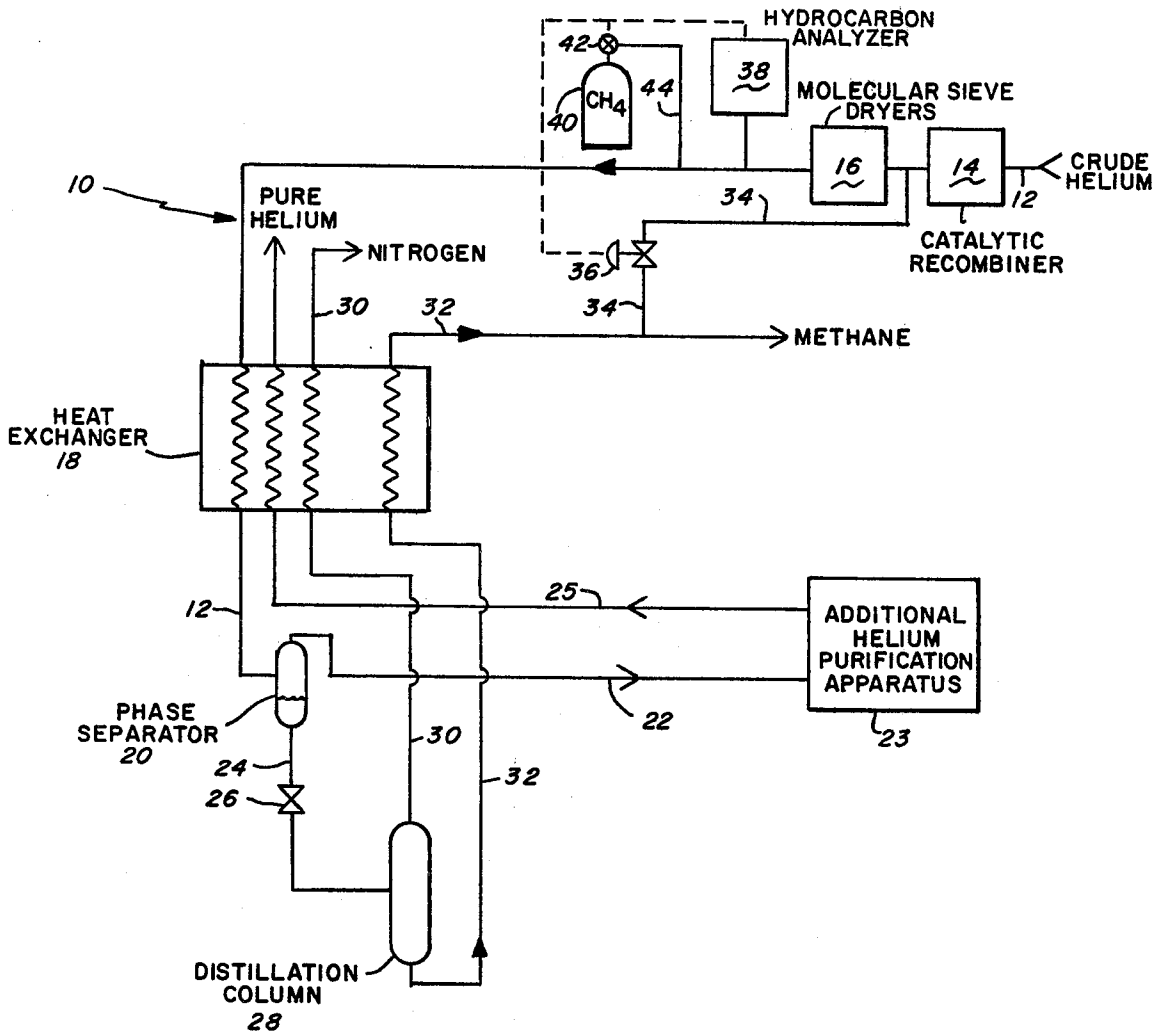 HYDROCARBON
ANALYZER
42
38
CH4
40
44
MOLECULAR SIEVE
DRYERS
16
14
12
CRUDE
HELIUM
10
PURE
HELIUM
NITROGEN
34
CATALYTIC
RECOMBINER
36
30
32
34
METHANE
HEAT
EXCHANGER
18
12
25
ADDITIONAL
HELIUM
PURIFICATION
APPARATUS
22
23
PHASE
SEPARATOR
20
24
26
30
32
DISTILLATION
COLUMN
28